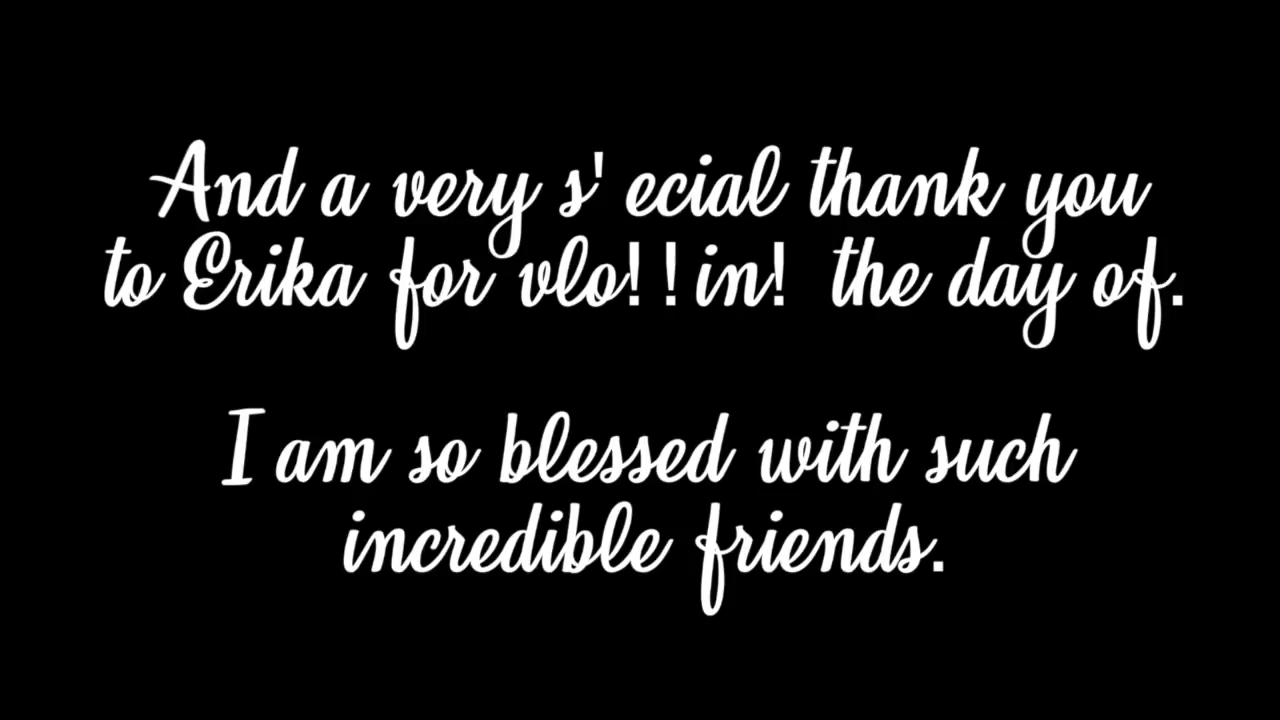 And a very s' ecial thank you
to Erika for vlo!!in! the day of.
I am so blessed with such
incredible friends.